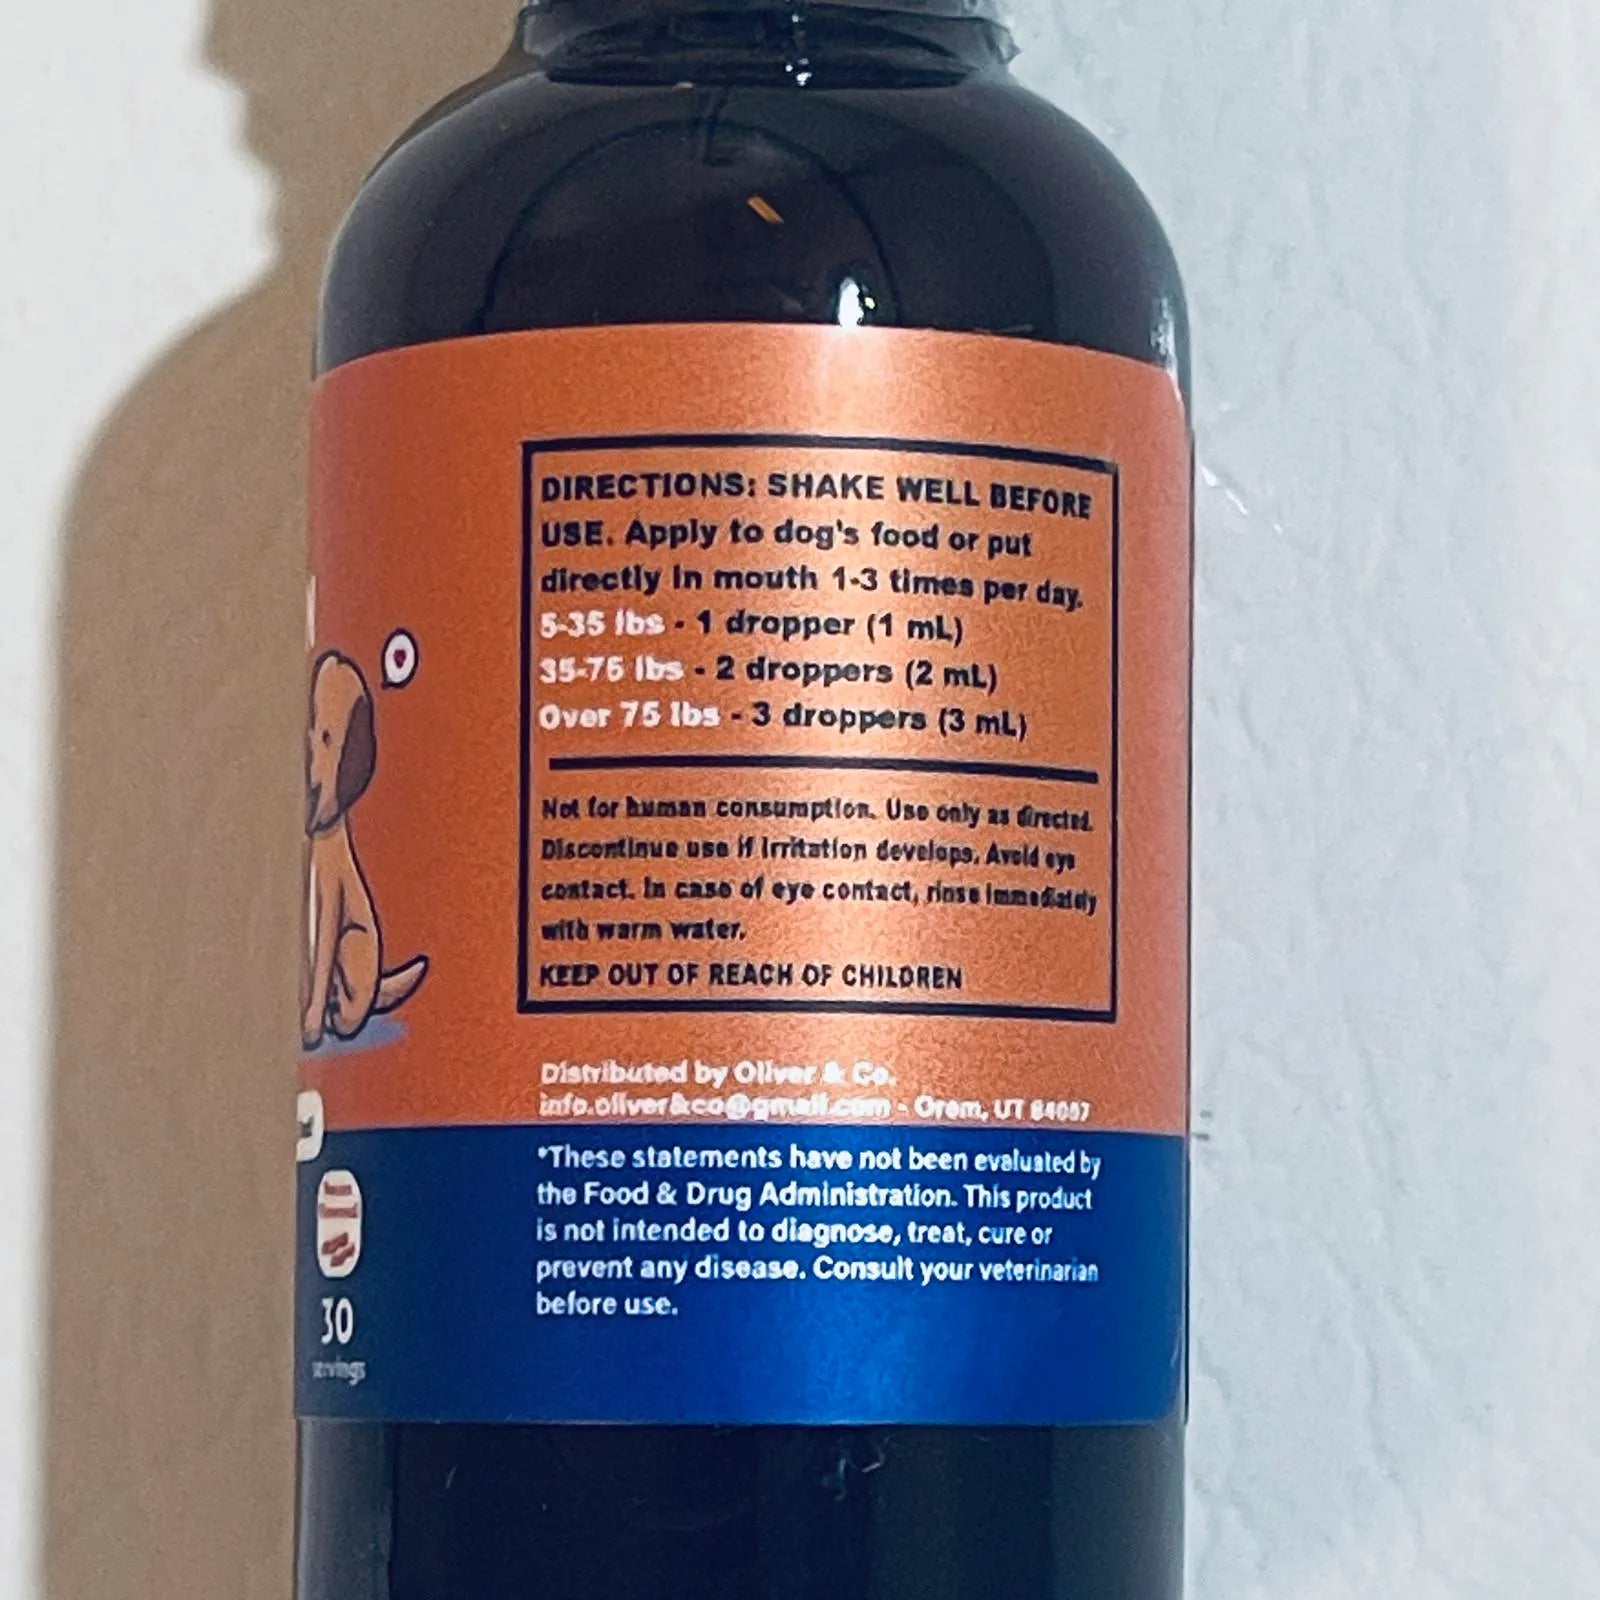 DIRECTIONS: SHAKE WELL BEFORE
USE. Apply to dog's food or put
directly in mouth 1-3 times per day.
5-35 lbs - 1 dropper (1 mL)
35-75 lbs - 2 droppers (2 mL)
Over 75 lbs - 3 droppers (3 mL)
Not for human consumption. Use only as directed.
Discontinue use if irritation develops. Avoid eye
contact. In case of eye contact, rinse immediately
with warm water.
KEEP OUT OF REACH OF CHILDREN
Distributed by Oliver & Co.
info.oliver&co@gmail.com - Orem, UT 84057
*These statements have not been evaluated by
the Food & Drug Administration. This product
is not intended to diagnose, treat, cure or
prevent any disease. Consult your veterinarian
before use.
30
servings